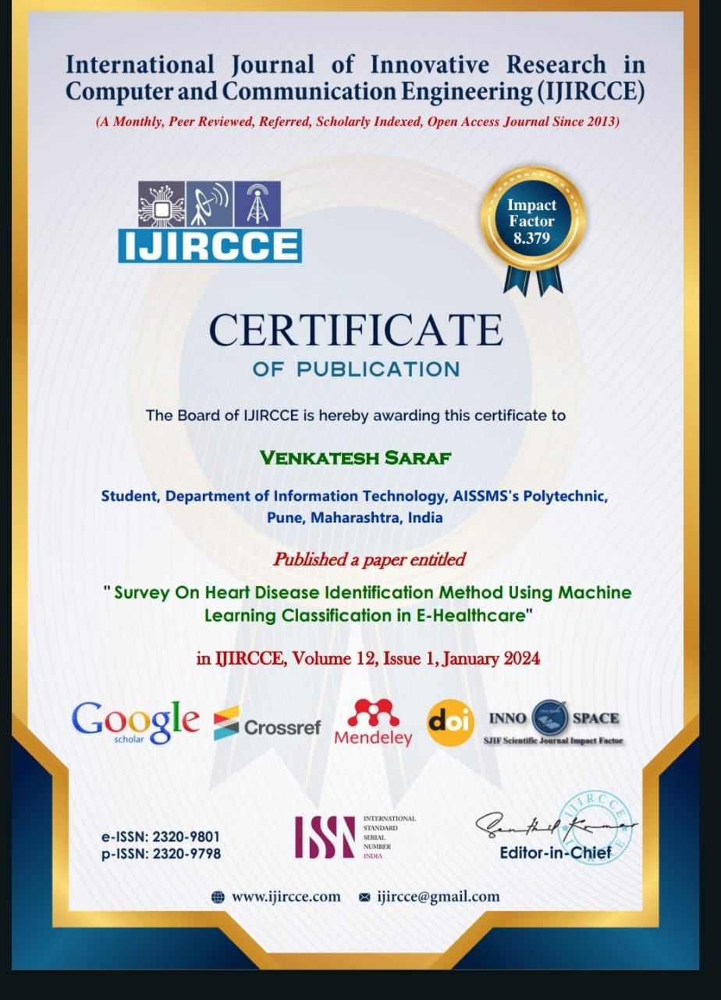 International Journal of Innovative Research in
Computer and Communication Engineering (IJIRCCE)
(A Monthly, Peer Reviewed, Referred, Scholarly Indexed, Open Access Journal Since 2013)
IJIRCCE
Impact
Factor
8.379
CERTIFICATE
OF PUBLICATION
The Board of IJIRCCE is hereby awarding this certificate to
VENKATESH SARAF
Student, Department of Information Technology, AISSMS's Polytechnic,
Pune, Maharashtra, India
Published a paper entitled
" Survey On Heart Disease Identification Method Using Machine
Learning Classification in E-Healthcare"
in IJIRCCE, Volume 12, Issue 1, January 2024
Google
scholar
Crossref
Mendeley
doi
INNO SPACE
SJIF Scientific Journal Impact Factor
e-ISSN: 2320-9801
p-ISSN: 2320-9798
ISSN
INTERNATIONAL
STANDARD
SERIAL
NUMBER
INDIA
Senthil Kumar
IJIRCCE
IJIRCCE
Editor-in-Chief
www.ijircce.com ijircce@gmail.com